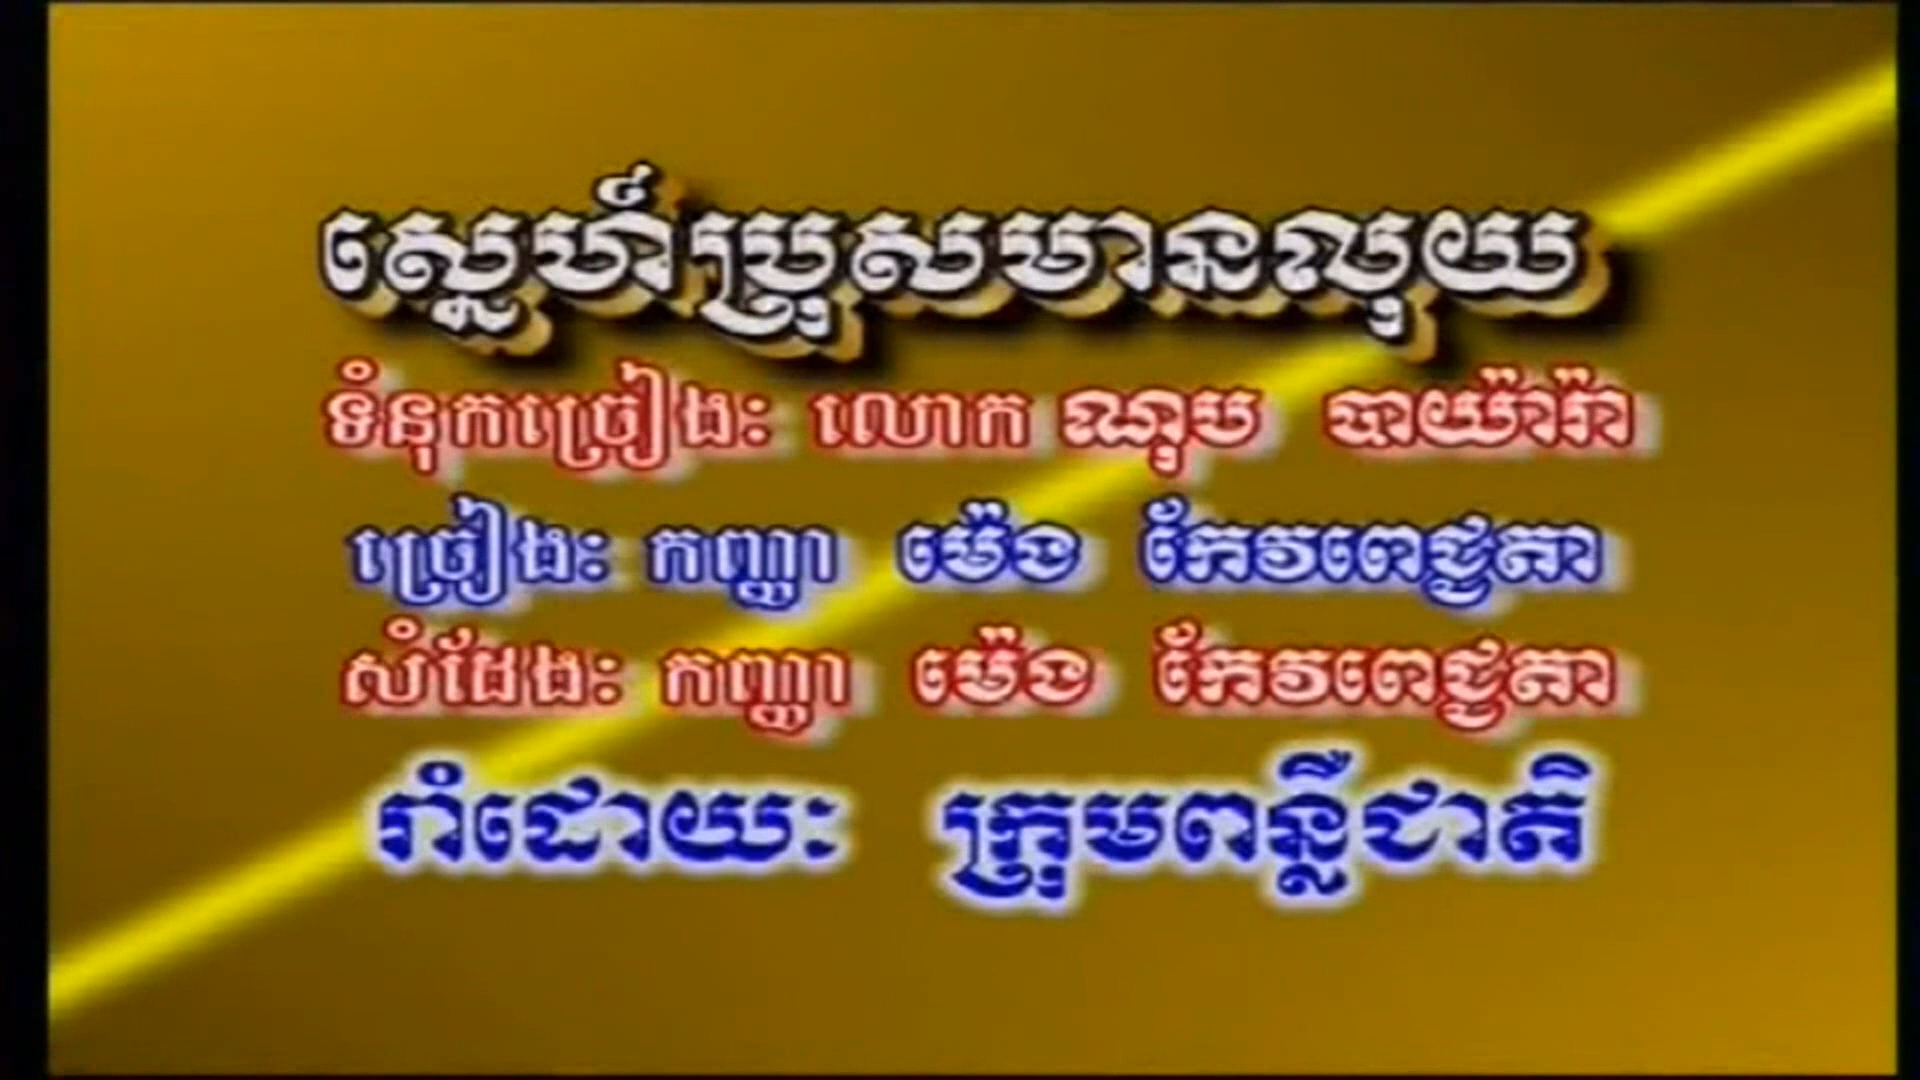 ស្នេហ៍ប្រុសមានលុយ
ទំនុកច្រៀង: លោក ណុប បាយ៉ារ៉ា
ច្រៀង: កញ្ញា ម៉េង កែវពេជ្ជតា
សំដែង: កញ្ញា ម៉េង កែវពេជ្ជតា
រាំដោយ: ក្រុមពន្លឺជាតិ